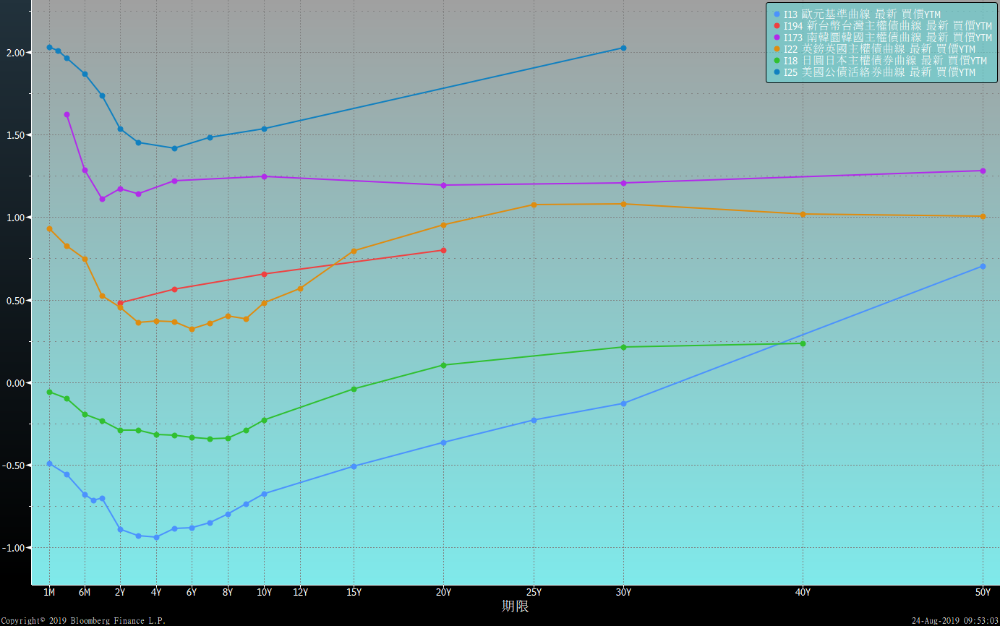 I13 歐元基準曲線 最新 買價YTM
I194 新台幣台灣主權債曲線 最新 買價YTM
I173 南韓圜韓國主權債曲線 最新 買價YTM
I22 英鎊英國主權債曲線 最新 買價YTM
I18 日圓日本主權債券曲線 最新 買價YTM
I25 美國公債活絡券曲線 最新 買價YTM
2.00
1.50
1.00
0.50
0.00
-0.50
-1.00
1M 6M 2Y 4Y 6Y 8Y 10Y 12Y 15Y 20Y 25Y 30Y 40Y 50Y
期限
Copyright© 2019 Bloomberg Finance L.P. 24-Aug-2019 09:53:03